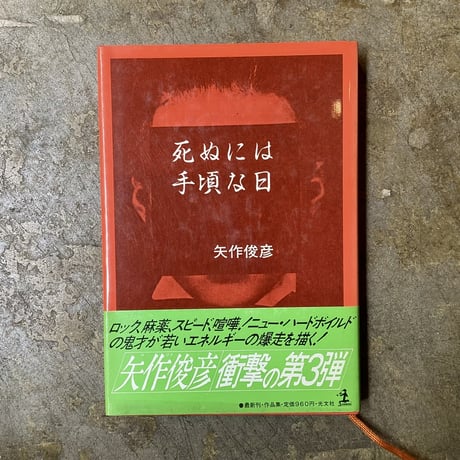 死ぬには
手頃な日
矢作俊彦
ロック、麻薬、スピード、喧嘩!ニュー・ハードボイルド
の鬼才が若いエネルギーの爆走を描く!
矢作俊彦衝撃の第3弾
●最新刊・作品集・定価960円・光文社